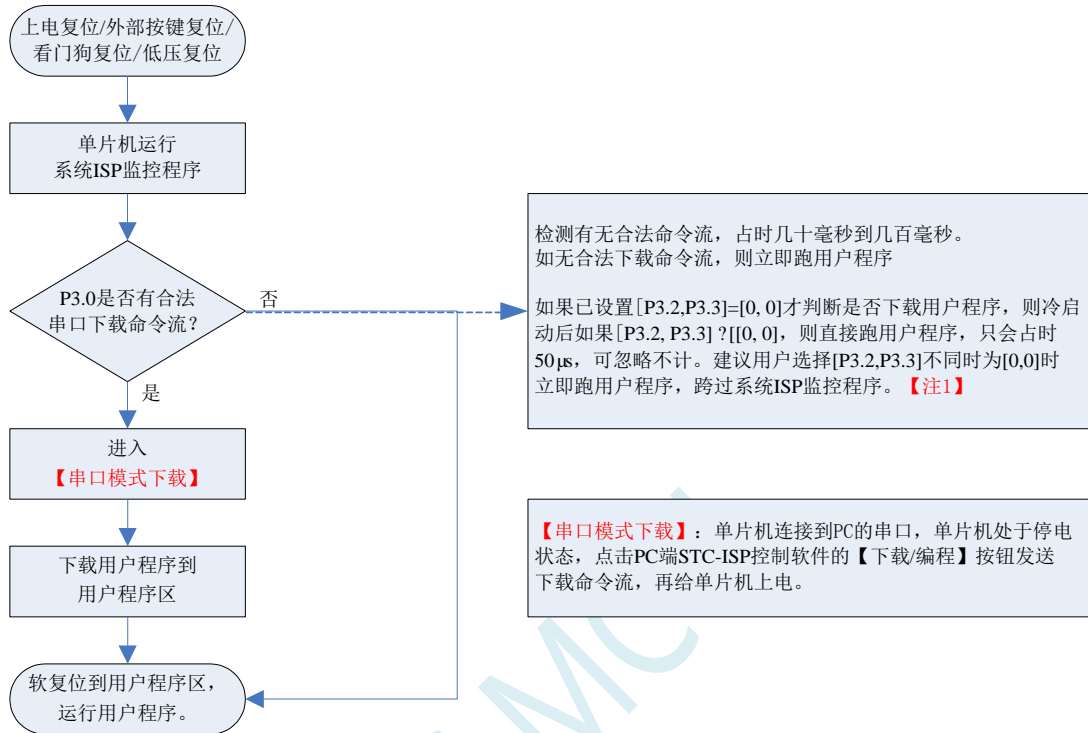 上电复位/外部按键复位/
看门狗复位/低压复位
单片机运行
系统ISP监控程序
P3.0是否有合法
串口下载命令流？
否
是
进入
【串口模式下载】
下载用户程序到
用户程序区
软复位到用户程序区，
运行用户程序。
检测有无合法命令流，占时几十毫秒到几百毫秒。
如无合法下载命令流，则立即跑用户程序
如果已设置[P3.2,P3.3]=[0, 0]才判断是否下载用户程序，则冷启
动后如果[P3.2, P3.3] ?[[0, 0]，则直接跑用户程序，只会占时
50μs，可忽略不计。建议用户选择[P3.2,P3.3]不同时为[0,0]时
立即跑用户程序，跨过系统ISP监控程序。【注1】
【串口模式下载】：单片机连接到PC的串口，单片机处于停电
状态，点击PC端STC-ISP控制软件的【下载/编程】按钮发送
下载命令流，再给单片机上电。
MC